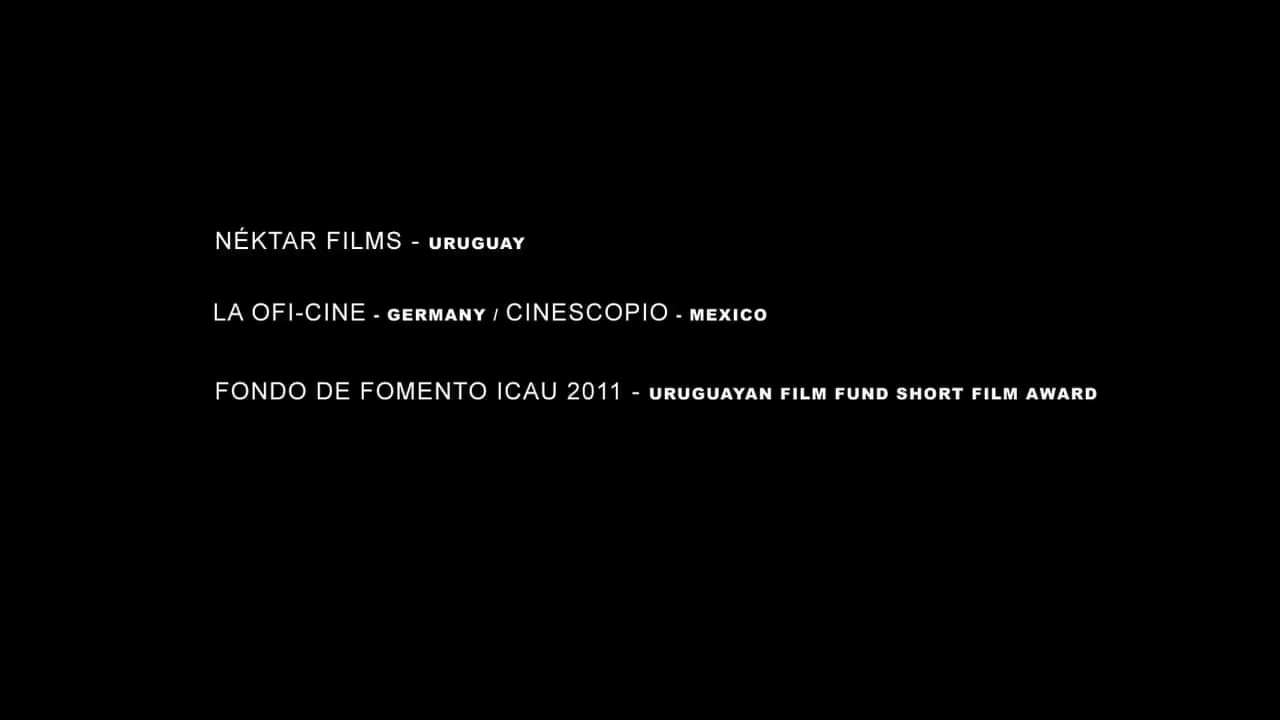 NÉKTAR FILMS - URUGUAY
LA OFI-CINE - GERMANY / CINESCOPIO - MEXICO
FONDO DE FOMENTO ICAU 2011 - URUGUAYAN FILM FUND SHORT FILM AWARD